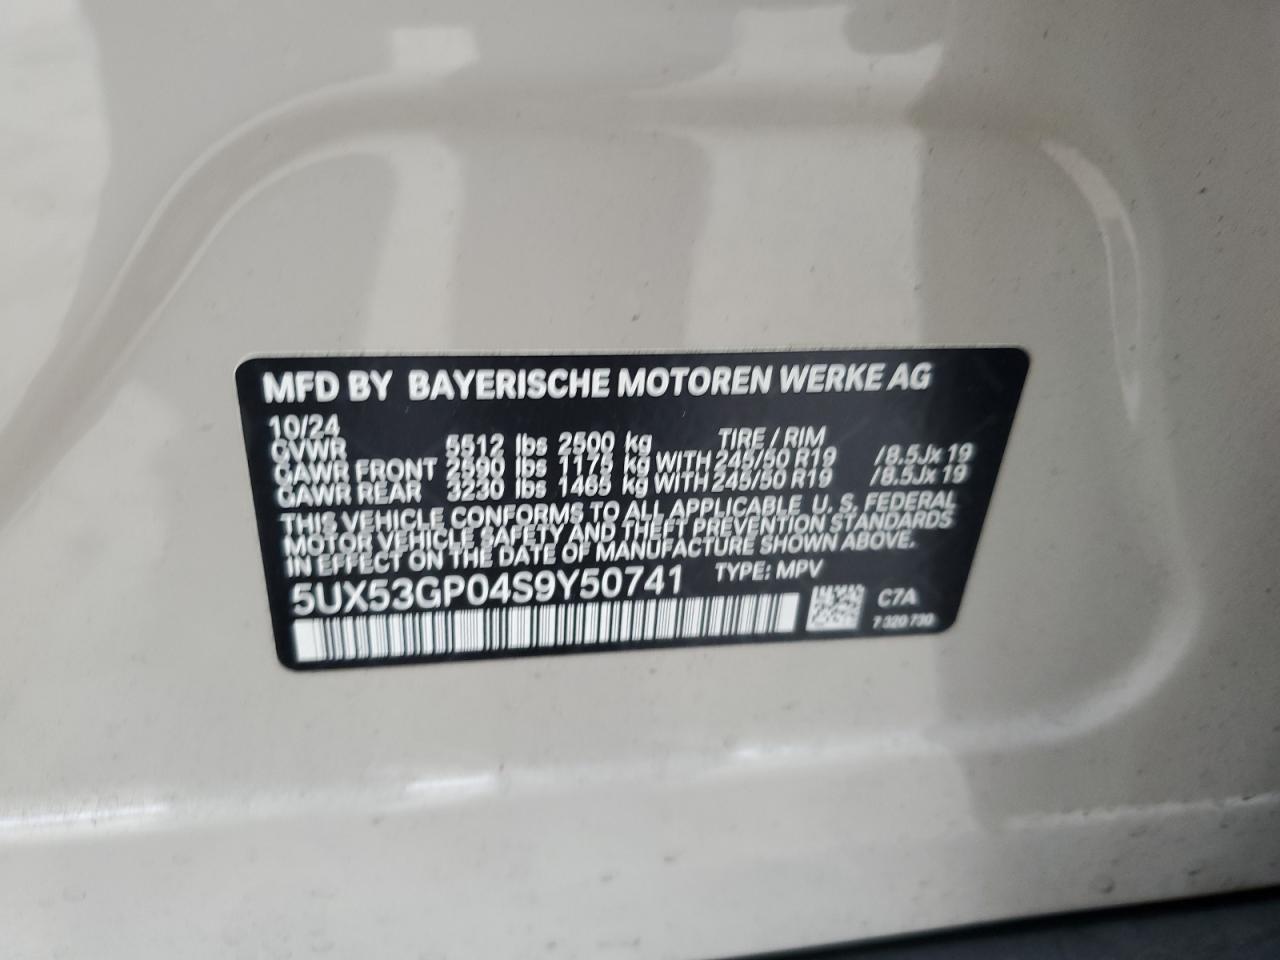 MFD BY BAYERISCHE MOTOREN WERKE AG
10/24
GVWR 5512 lbs 2500 kg TIRE / RIM
GAWR FRONT 2590 lbs 1175 kg WITH 245/50 R19 /8.5Jx 19
GAWR REAR 3230 lbs 1465 kg WITH 245/50 R19 /8.5Jx 19
THIS VEHICLE CONFORMS TO ALL APPLICABLE U. S. FEDERAL
MOTOR VEHICLE SAFETY AND THEFT PREVENTION STANDARDS
IN EFFECT ON THE DATE OF MANUFACTURE SHOWN ABOVE.
5UX53GP04S9Y50741 TYPE: MPV
C7A
7 320 730